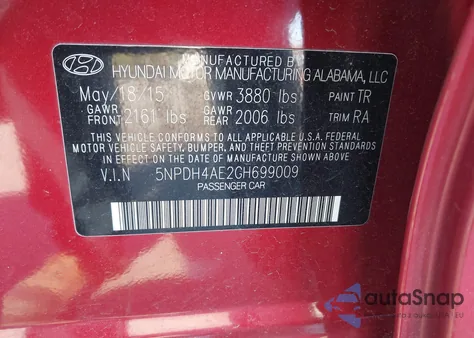 MANUFACTURED BY
HYUNDAI MOTOR MANUFACTURING ALABAMA, LLC
May/18/15 GVWR 3880 lbs PAINT TR
GAWR FRONT 2161 lbs GAWR REAR 2006 lbs TRIM RA
THIS VEHICLE CONFORMS TO ALL APPLICABLE U.S.A. FEDERAL
MOTOR VEHICLE SAFETY, BUMPER, AND THEFT PREVENTION
STANDARDS IN EFFECT ON THE DATE OF MANUFACTURE SHOWN ABOVE.
V.I.N 5NPDH4AE2GH699009
PASSENGER CAR
autaSnap